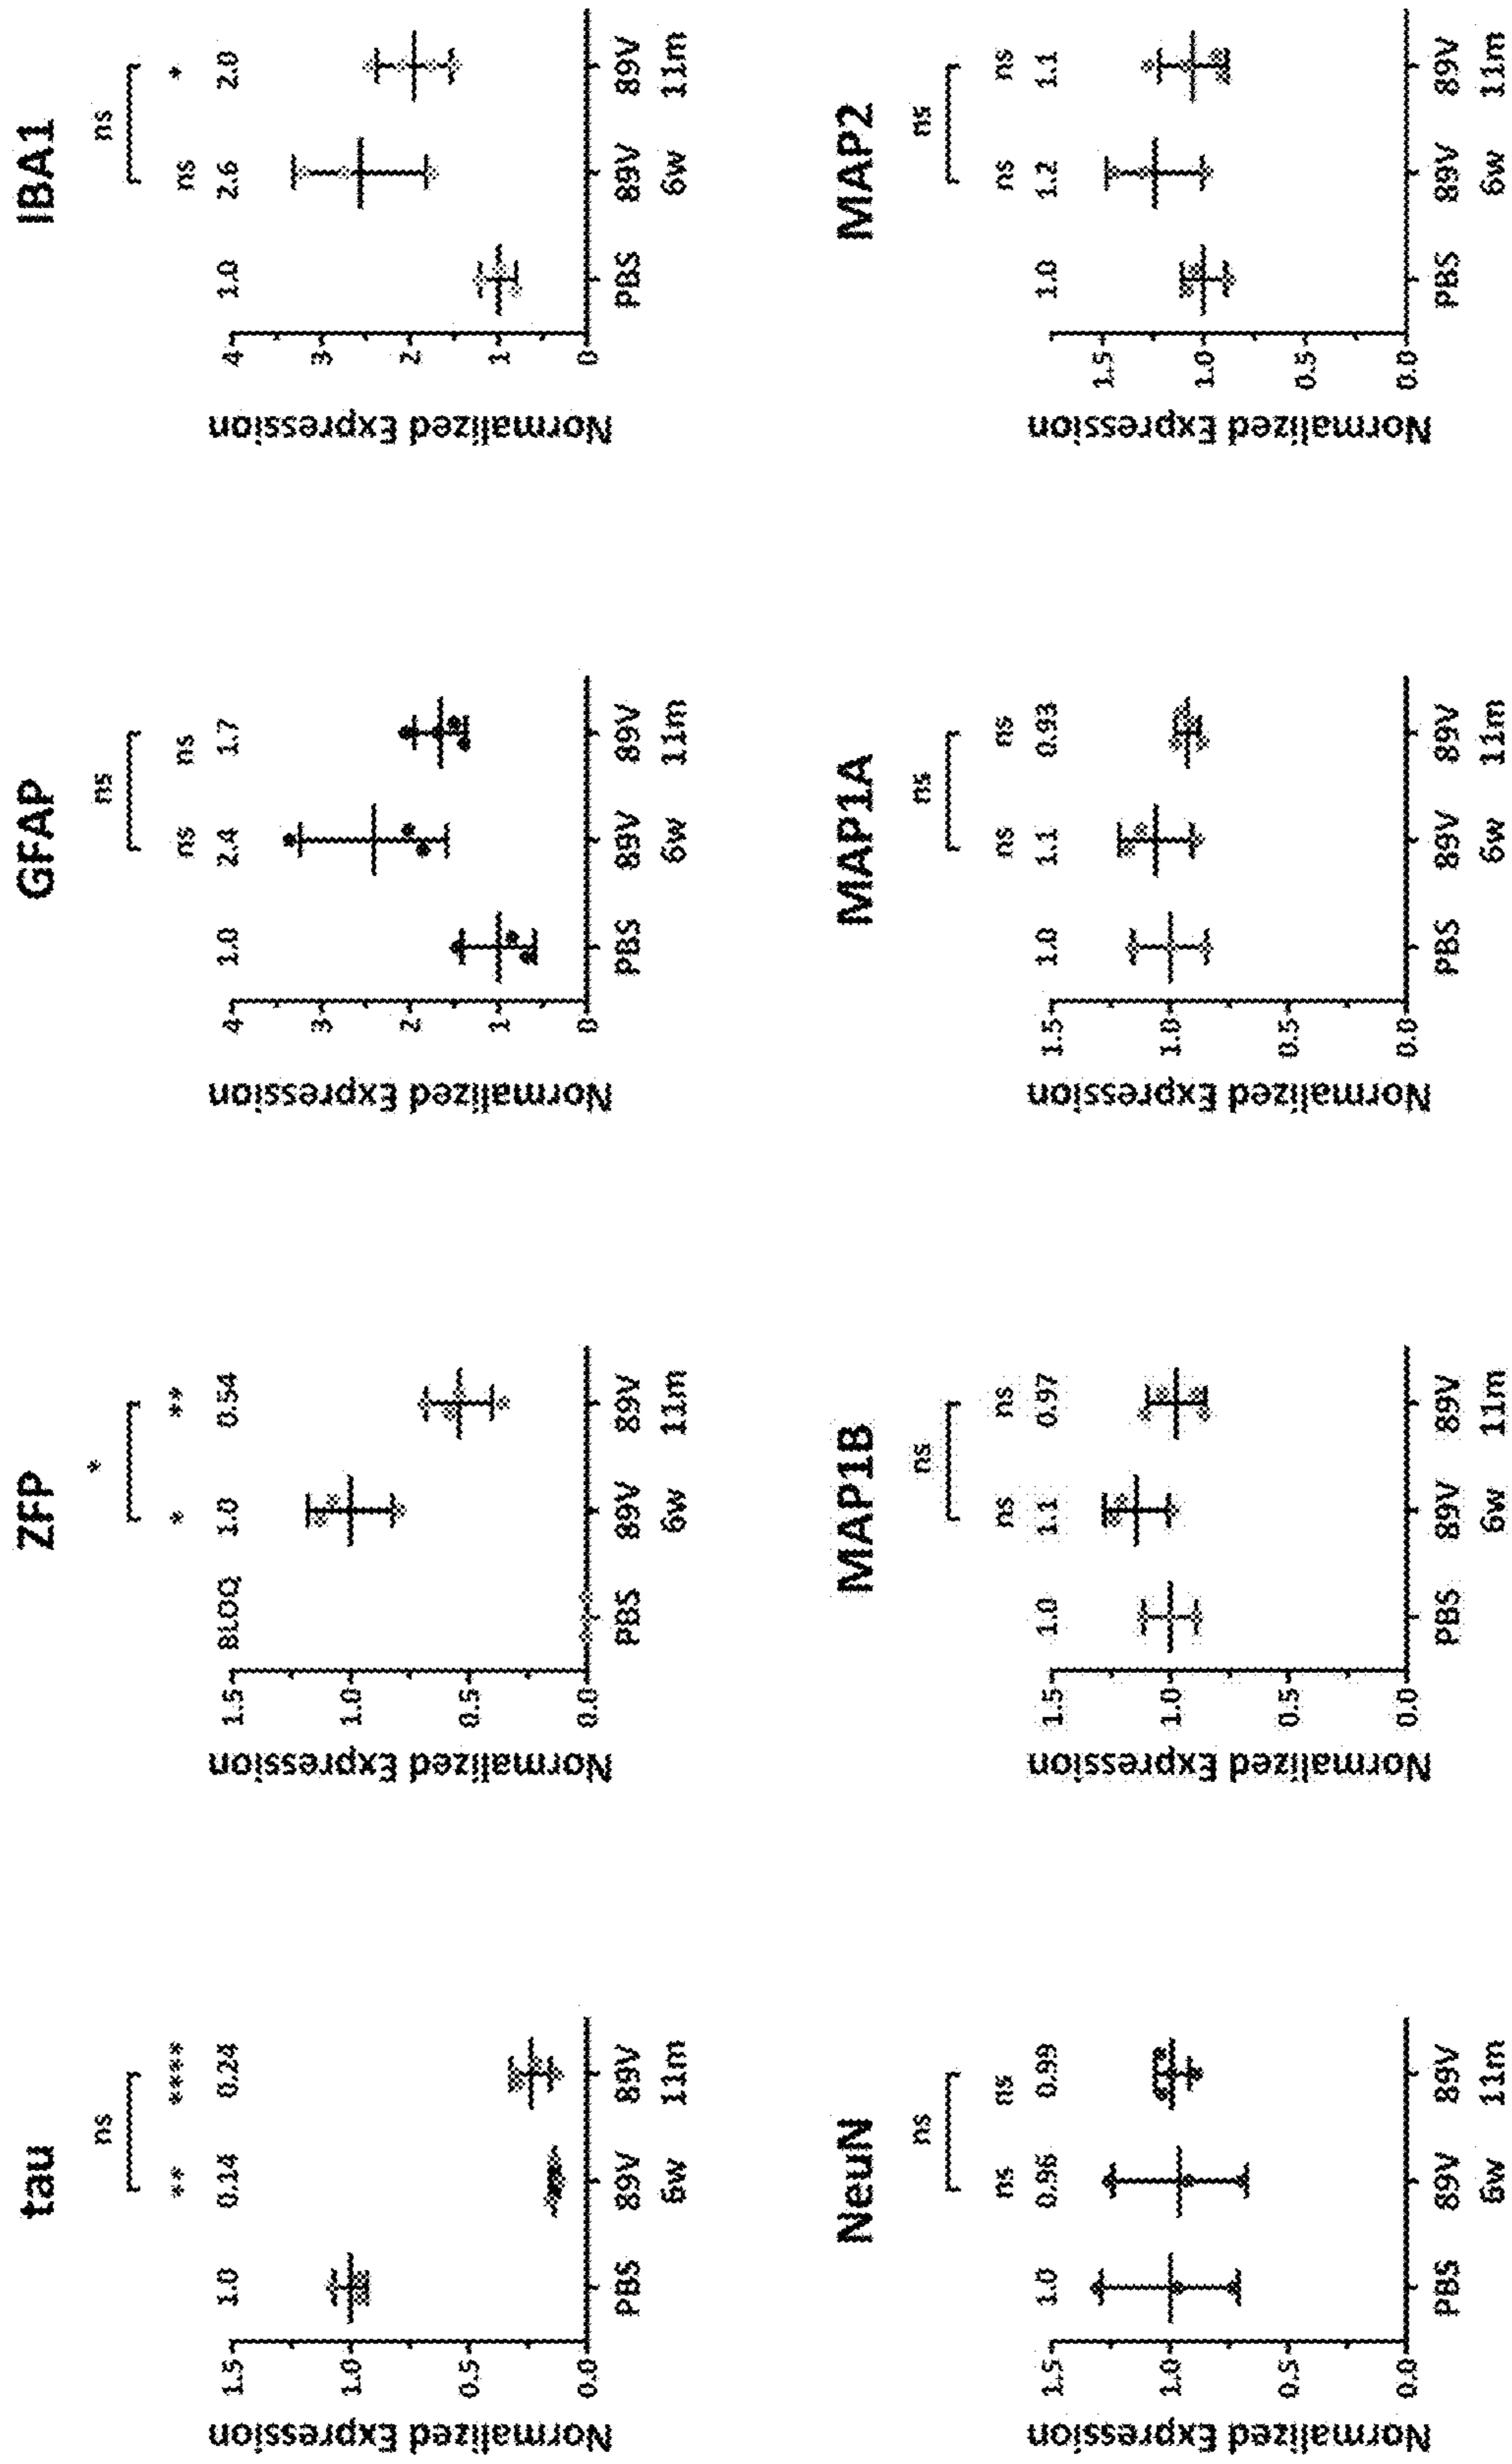 tau
ns
** ****
1.0 0.14 0.24
Normalized Expression
1.5
1.0
0.5
0.0
PBS 89V 89V
6w 11m
ZFP
*
* **
BLOQ 1.0 0.54
Normalized Expression
1.5
1.0
0.5
0.0
PBS 89V 89V
6w 11m
GFAP
ns
ns ns
1.0 2.4 1.7
Normalized Expression
4
3
2
1
0
PBS 89V 89V
6w 11m
IBA1
ns
ns *
1.0 2.6 2.0
Normalized Expression
4
3
2
1
0
PBS 89V 89V
6w 11m
NeuN
ns
ns ns
1.0 0.96 0.99
Normalized Expression
1.5
1.0
0.5
0.0
PBS 89V 89V
6w 11m
MAP1B
ns
ns ns
1.0 1.1 0.97
Normalized Expression
1.5
1.0
0.5
0.0
PBS 89V 89V
6w 11m
MAP1A
ns
ns ns
1.0 1.1 0.93
Normalized Expression
1.5
1.0
0.5
0.0
PBS 89V 89V
6w 11m
MAP2
ns
ns ns
1.0 1.2 1.1
Normalized Expression
1.5
1.0
0.5
0.0
PBS 89V 89V
6w 11m